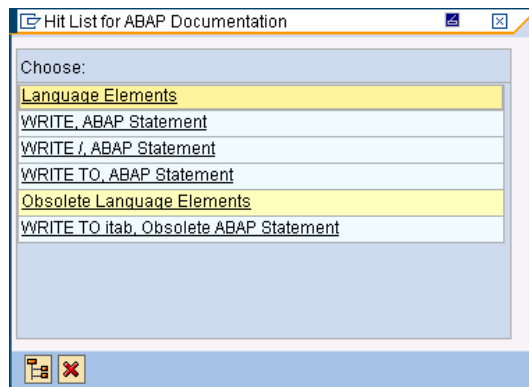 Hit List for ABAP Documentation
Choose:
Language Elements
WRITE, ABAP Statement
WRITE /, ABAP Statement
WRITE TO, ABAP Statement
Obsolete Language Elements
WRITE TO itab, Obsolete ABAP Statement